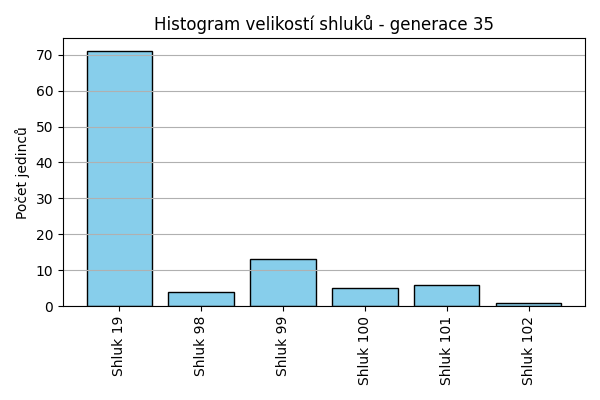 Histogram velikostí shluků - generace 35
Počet jedinců
70
60
50
40
30
20
10
0
Shluk 19
Shluk 98
Shluk 99
Shluk 100
Shluk 101
Shluk 102